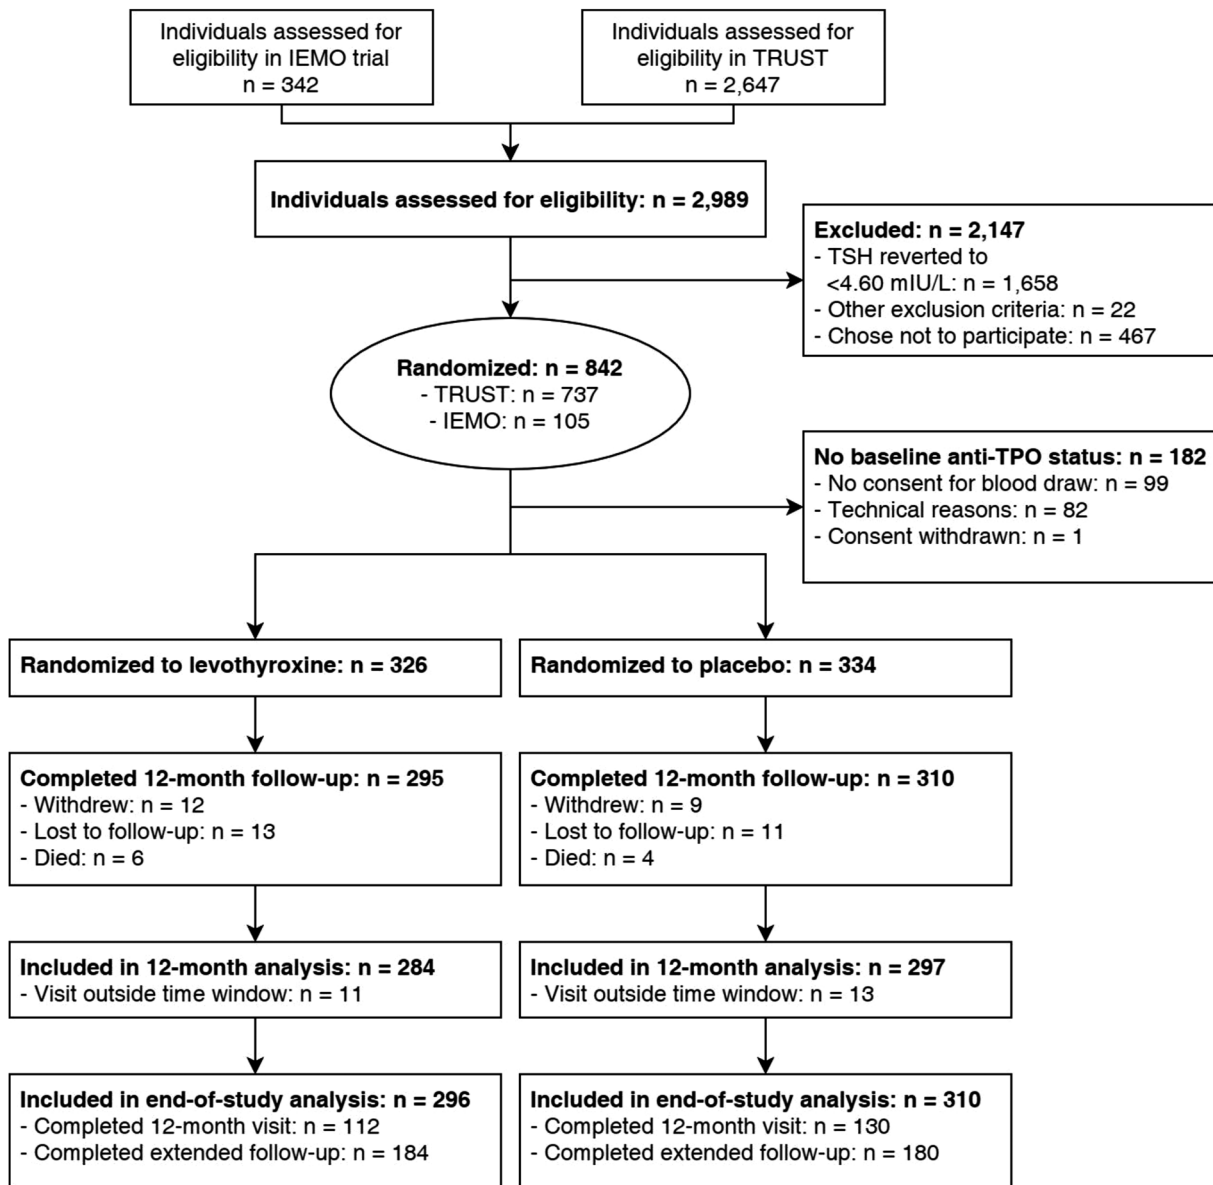 Individuals assessed for
eligibility in IEMO trial
n = 342
Individuals assessed for
eligibility in TRUST
n = 2,647
Individuals assessed for eligibility: n = 2,989
Excluded: n = 2,147
- TSH reverted to
<4.60 mIU/L: n = 1,658
- Other exclusion criteria: n = 22
- Chose not to participate: n = 467
Randomized: n = 842
- TRUST: n = 737
- IEMO: n = 105
No baseline anti-TPO status: n = 182
- No consent for blood draw: n = 99
- Technical reasons: n = 82
- Consent withdrawn: n = 1
Randomized to levothyroxine: n = 326
Randomized to placebo: n = 334
Completed 12-month follow-up: n = 295
- Withdrew: n = 12
- Lost to follow-up: n = 13
- Died: n = 6
Completed 12-month follow-up: n = 310
- Withdrew: n = 9
- Lost to follow-up: n = 11
- Died: n = 4
Included in 12-month analysis: n = 284
- Visit outside time window: n = 11
Included in 12-month analysis: n = 297
- Visit outside time window: n = 13
Included in end-of-study analysis: n = 296
- Completed 12-month visit: n = 112
- Completed extended follow-up: n = 184
Included in end-of-study analysis: n = 310
- Completed 12-month visit: n = 130
- Completed extended follow-up: n = 180